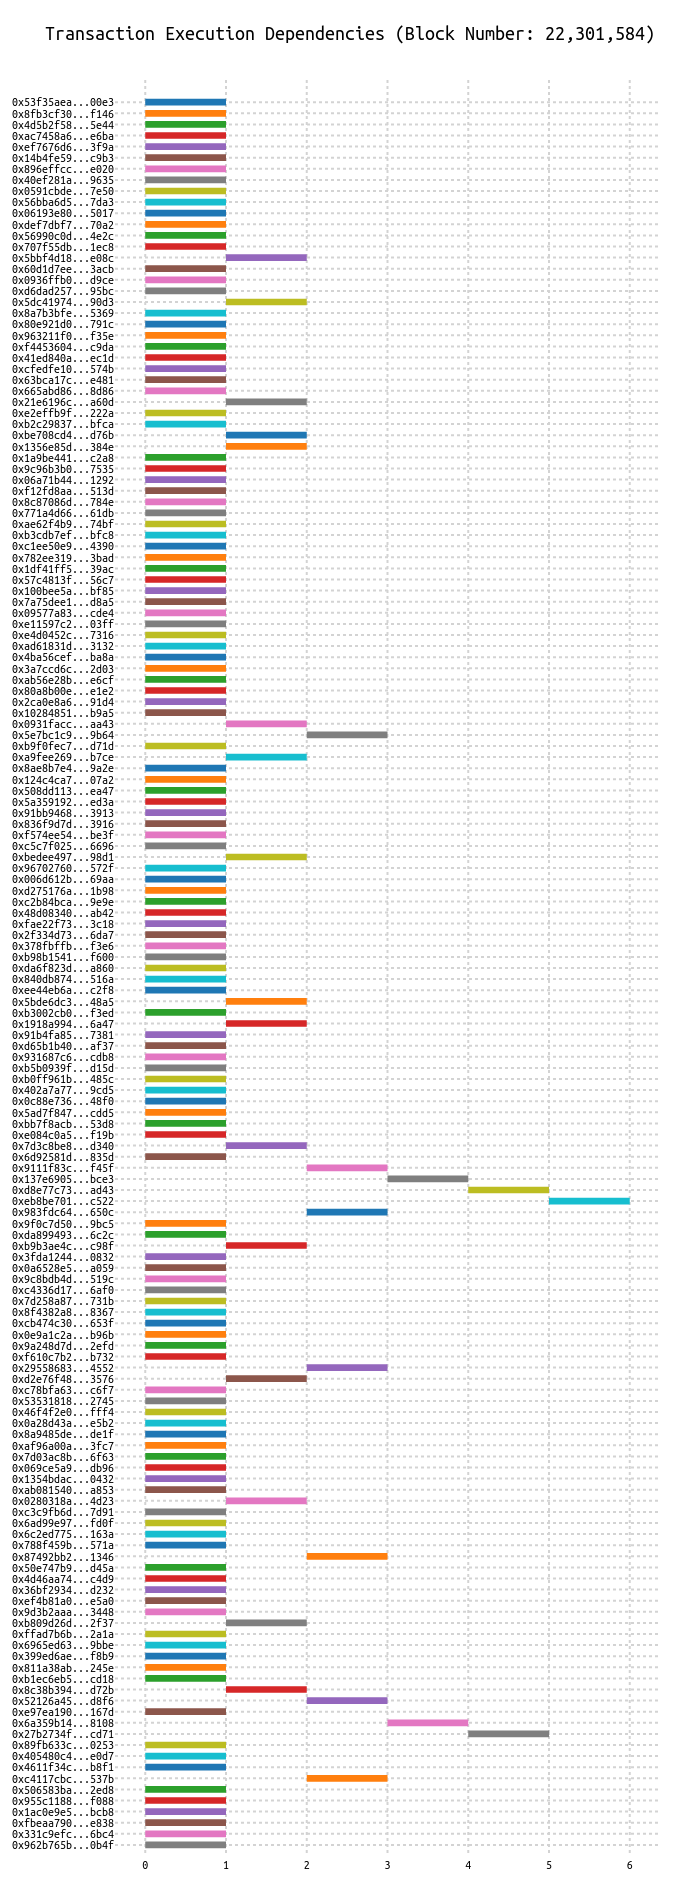 Transaction Execution Dependencies (Block Number: 22,301,584)
0x53f35aea...00e3
0x8fb3cf30...f146
0x4d5b2f58...5e44
0xac7458a6...e6ba
0xef7676d6...3f9a
0x14b4fe59...c9b3
0x896effcc...e020
0x40ef281a...9635
0x0591cbde...7e50
0x56bba6d5...7da3
0x06193e80...5017
0xdef7dbf7...70a2
0x56990c0d...4e2c
0x707f55db...1ec8
0x5bbf4d18...e08c
0x60d1d7ee...3acb
0x0936ffb0...d9ce
0xd6dad257...95bc
0x5dc41974...90d3
0x8a7b3bfe...5369
0x80e921d0...791c
0x963211f0...f35e
0xf4453604...c9da
0x41ed840a...ec1d
0xcfedfe10...574b
0x63bca17c...e481
0x665abd86...8d86
0x21e6196c...a60d
0xe2effb9f...222a
0xb2c29837...bfca
0xbe708cd4...d76b
0x1356e85d...384e
0x1a9be441...c2a8
0x9c96b3b0...7535
0x06a71b44...1292
0xf12fd8aa...513d
0x8c87086d...784e
0x771a4d66...61db
0xae62f4b9...74bf
0xb3cdb7ef...bfc8
0xc1ee50e9...4390
0x782ee319...3bad
0x1df41ff5...39ac
0x57c4813f...56c7
0x100bee5a...bf85
0x7a75dee1...d8a5
0x09577a83...cde4
0xe11597c2...03ff
0xe4d0452c...7316
0xad61831d...3132
0x4ba56cef...ba8a
0x3a7ccd6c...2d03
0xab56e28b...e6cf
0x80a8b00e...e1e2
0x2ca0e8a6...91d4
0x10284851...b9a5
0x0931facc...aa43
0x5e7bc1c9...9b64
0xb9f0fec7...d71d
0xa9fee269...b7ce
0x8ae8b7e4...9a2e
0x124c4ca7...07a2
0x508dd113...ea47
0x5a359192...ed3a
0x91bb9468...3913
0x836f9d7d...3916
0xf574ee54...be3f
0xc5c7f025...6696
0xbedee497...98d1
0x96702760...572f
0x006d612b...69aa
0xd275176a...1b98
0xc2b84bca...9e9e
0x48d08340...ab42
0xfae22f73...3c18
0x2f334d73...6da7
0x378fbffb...f3e6
0xb98b1541...f600
0xda6f823d...a860
0x840db874...516a
0xee44eb6a...c2f8
0x5bde6dc3...48a5
0xb3002cb0...f3ed
0x1918a994...6a47
0x91b4fa85...7381
0xd65b1b40...af37
0x931687c6...cdb8
0xb5b0939f...d15d
0xb0ff961b...485c
0x402a7a77...9cd5
0x0c88e736...48f0
0x5ad7f847...cdd5
0xbb7f8acb...53d8
0xe084c0a5...f19b
0x7d3c8be8...d340
0x6d92581d...835d
0x9111f83c...f45f
0x137e6905...bce3
0xd8e77c73...ad43
0xeb8be701...c522
0x983fdc64...650c
0x9f0c7d50...9bc5
0xda899493...6c2c
0xb9b3ae4c...c98f
0x3fda1244...0832
0x0a6528e5...a059
0x9c8bdb4d...519c
0xc4336d17...6af0
0x7d258a87...731b
0x8f4382a8...8367
0xcb474c30...653f
0x0e9a1c2a...b96b
0x9a248d7d...2efd
0xf610c7b2...b732
0x29558683...4552
0xd2e76f48...3576
0xc78bfa63...c6f7
0x53531818...2745
0x46f4f2e0...fff4
0x0a28d43a...e5b2
0x8a9485de...de1f
0xaf96a00a...3fc7
0x7d03ac8b...6f63
0x069ce5a9...db96
0x1354bdac...0432
0xab081540...a853
0x0280318a...4d23
0xc3c9fb6d...7d91
0x6ad99e97...fd0f
0x6c2ed775...163a
0x788f459b...571a
0x87492bb2...1346
0x50e747b9...d45a
0x4d46aa74...c4d9
0x36bf2934...d232
0xef4b81a0...e5a0
0x9d3b2aaa...3448
0xb809d26d...2f37
0xffad7b6b...2a1a
0x6965ed63...9bbe
0x399ed6ae...f8b9
0x811a38ab...245e
0xb1ec6eb5...cd18
0x8c38b394...d72b
0x52126a45...d8f6
0xe97ea190...167d
0x6a359b14...8108
0x27b2734f...cd71
0x89fb633c...0253
0x405480c4...e0d7
0x4611f34c...b8f1
0xc4117cbc...537b
0x506583ba...2ed8
0x955c1188...f088
0x1ac0e9e5...bcb8
0xfbeaa790...e838
0x331c9efc...6bc4
0x962b765b...0b4f
0 1 2 3 4 5 6